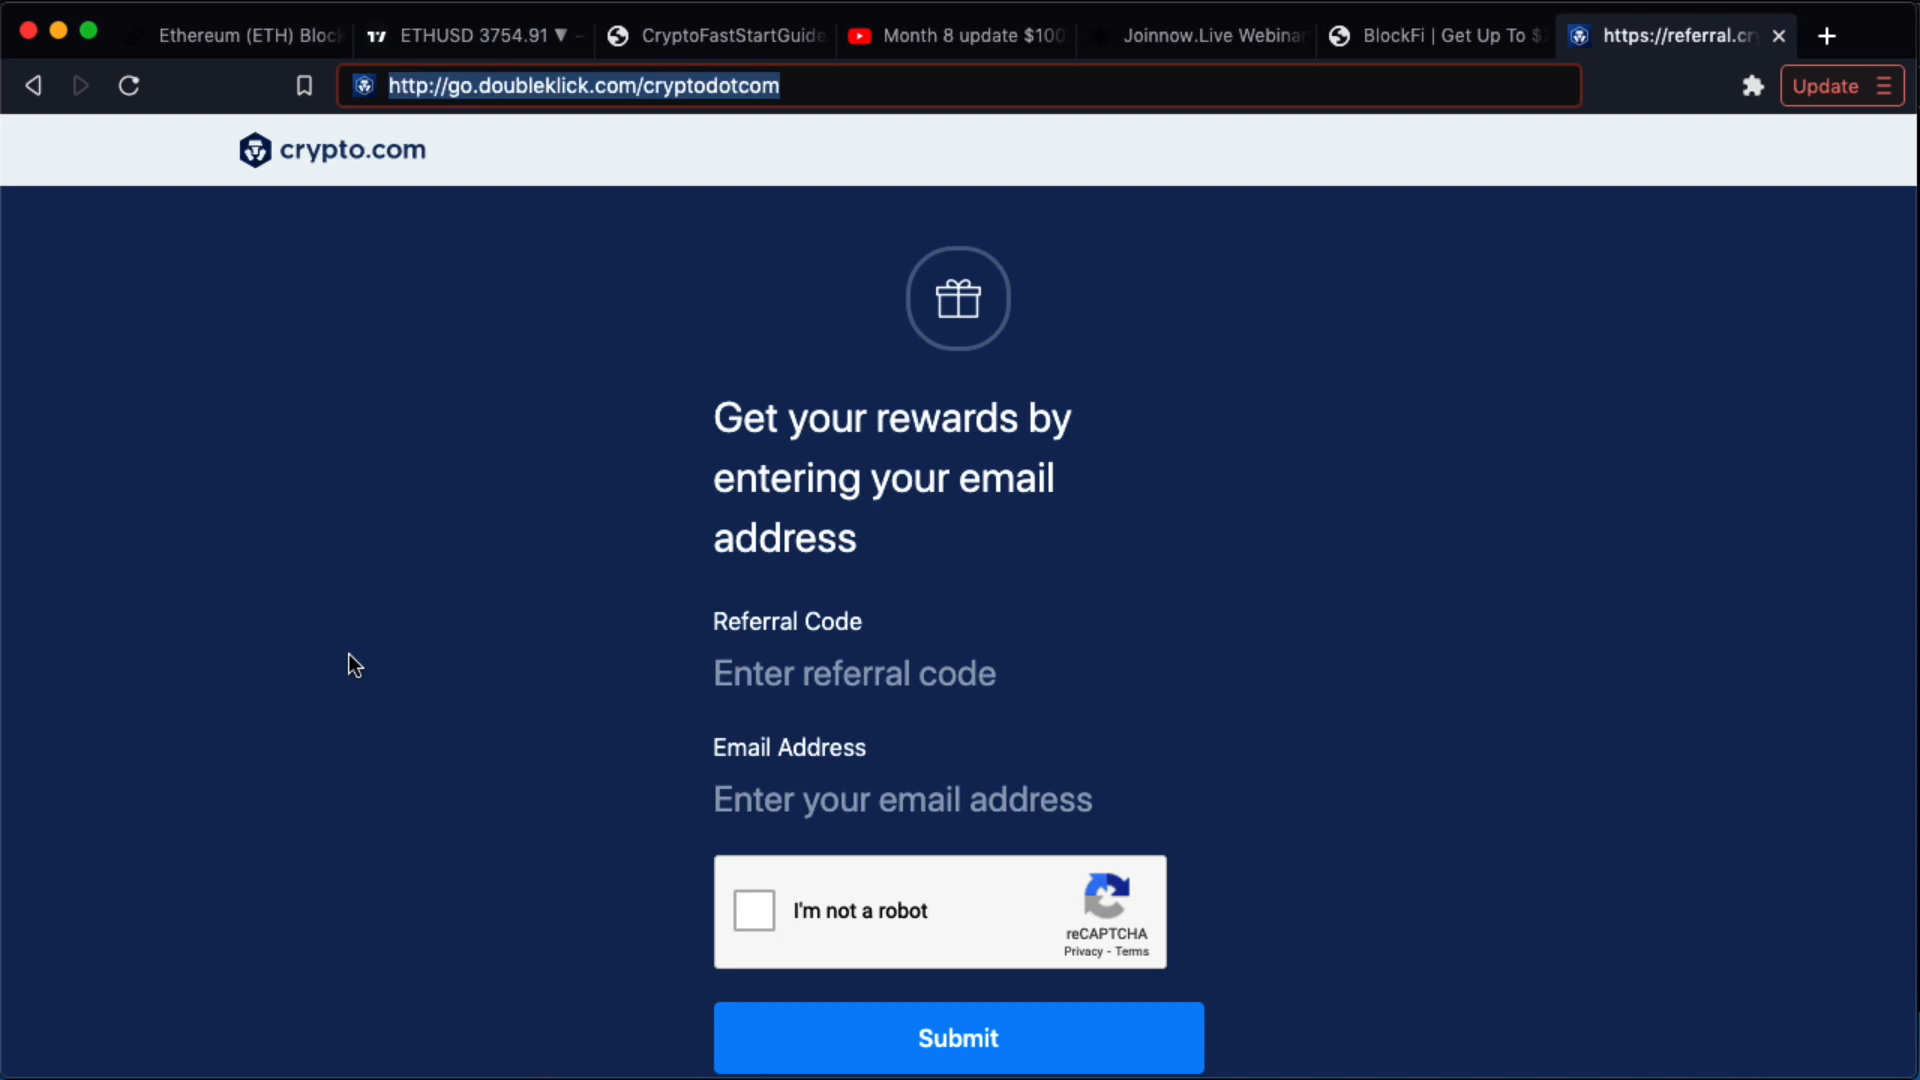 Ethereum (ETH) Block
ETHUSD 3754.91 ▼ -
CryptoFastStartGuide
Month 8 update $100
Joinnow.Live Webinar
BlockFi | Get Up To $
https://referral.cr
http://go.doubleklick.com/cryptodotcom
Update
crypto.com
Get your rewards by
entering your email
address
Referral Code
Enter referral code
Email Address
Enter your email address
I'm not a robot
reCAPTCHA
Privacy - Terms
Submit